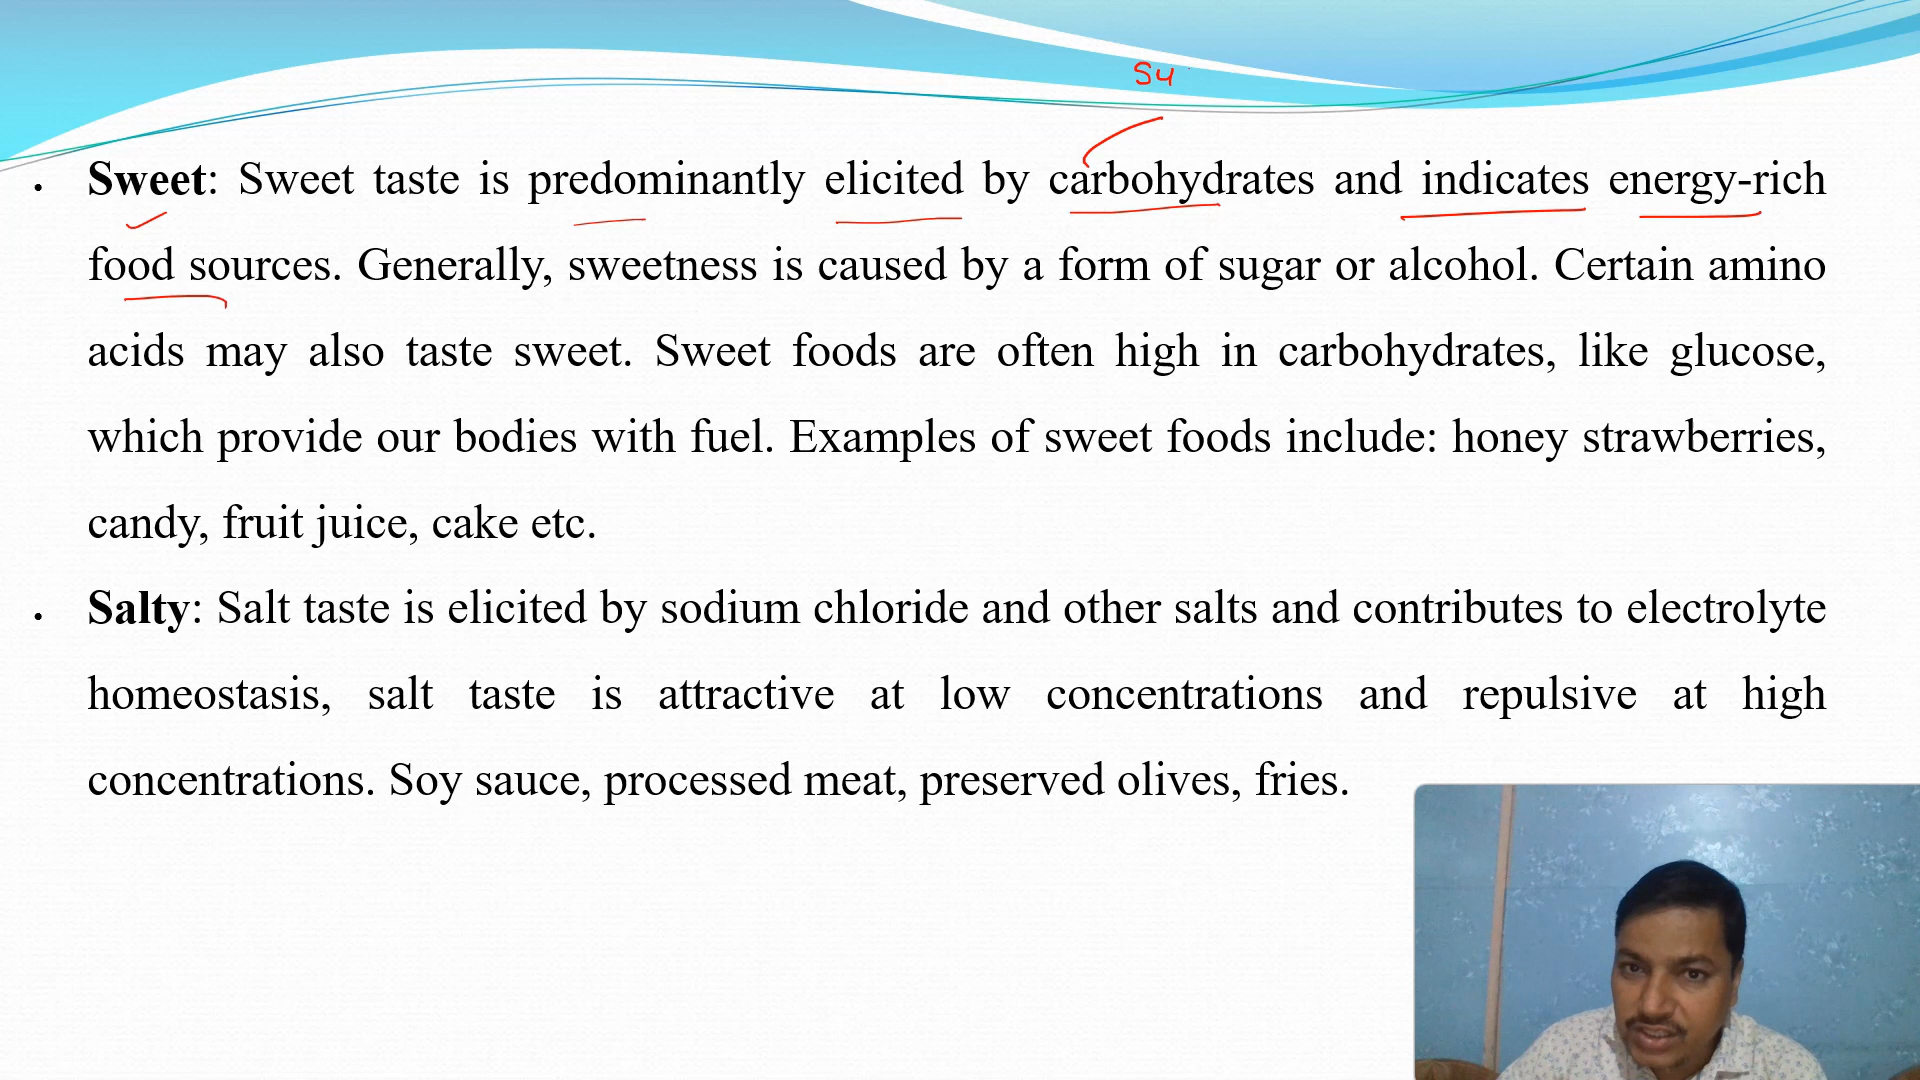 Su
• Sweet: Sweet taste is predominantly elicited by carbohydrates and indicates energy-rich
food sources. Generally, sweetness is caused by a form of sugar or alcohol. Certain amino
acids may also taste sweet. Sweet foods are often high in carbohydrates, like glucose,
which provide our bodies with fuel. Examples of sweet foods include: honey strawberries,
candy, fruit juice, cake etc.
• Salty: Salt taste is elicited by sodium chloride and other salts and contributes to electrolyte
homeostasis, salt taste is attractive at low concentrations and repulsive at high
concentrations. Soy sauce, processed meat, preserved olives, fries.